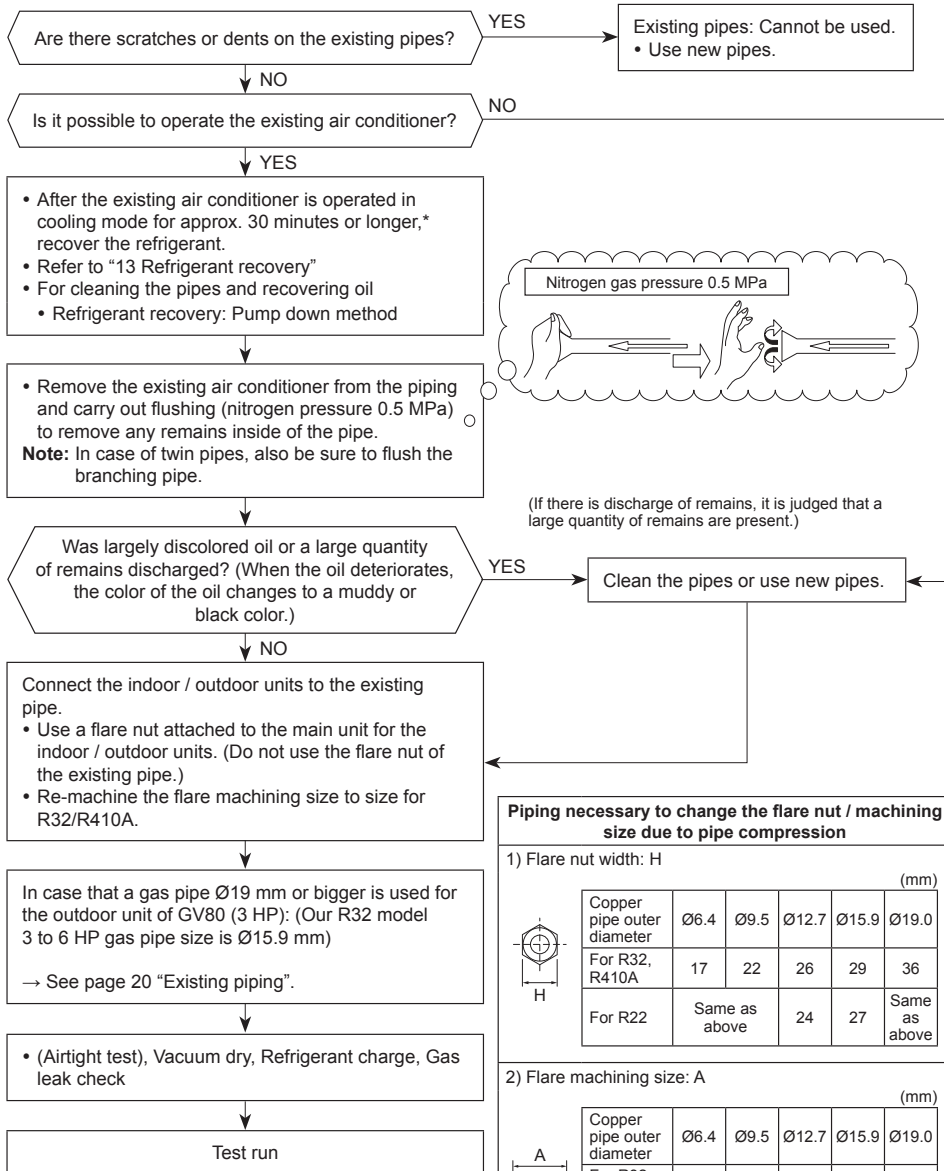 Are there scratches or dents on the existing pipes?
YES
Existing pipes: Cannot be used.
• Use new pipes.
NO
Is it possible to operate the existing air conditioner?
NO
YES
• After the existing air conditioner is operated in
cooling mode for approx. 30 minutes or longer,*
recover the refrigerant.
• Refer to “13 Refrigerant recovery”
• For cleaning the pipes and recovering oil
• Refrigerant recovery: Pump down method
Nitrogen gas pressure 0.5 MPa
• Remove the existing air conditioner from the piping
and carry out flushing (nitrogen pressure 0.5 MPa)
to remove any remains inside of the pipe.
Note: In case of twin pipes, also be sure to flush the
branching pipe.
(If there is discharge of remains, it is judged that a
large quantity of remains are present.)
Was largely discolored oil or a large quantity
of remains discharged? (When the oil deteriorates,
the color of the oil changes to a muddy or
black color.)
YES
Clean the pipes or use new pipes.
NO
Connect the indoor / outdoor units to the existing
pipe.
• Use a flare nut attached to the main unit for the
indoor / outdoor units. (Do not use the flare nut of
the existing pipe.)
• Re-machine the flare machining size to size for
R32/R410A.
In case that a gas pipe Ø19 mm or bigger is used for
the outdoor unit of GV80 (3 HP): (Our R32 model
3 to 6 HP gas pipe size is Ø15.9 mm)
→ See page 20 “Existing piping”.
• (Airtight test), Vacuum dry, Refrigerant charge, Gas
leak check
Test run
Piping necessary to change the flare nut / machining
size due to pipe compression
1) Flare nut width: H
(mm)
H
Copper
pipe outer
diameter
Ø6.4 Ø9.5 Ø12.7 Ø15.9 Ø19.0
For R32,
R410A
17 22 26 29 36
For R22
Same as
above
24 27
Same
as
above
2) Flare machining size: A
(mm)
A
Copper
pipe outer
diameter
Ø6.4 Ø9.5 Ø12.7 Ø15.9 Ø19.0